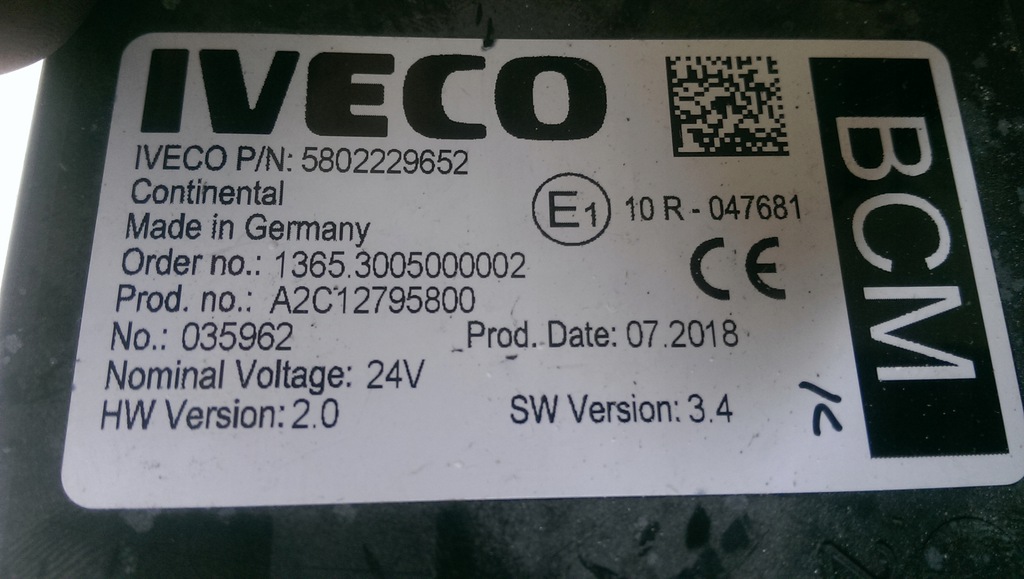 IVECO
IVECO P/N: 5802229652
Continental
Made in Germany
E1 10 R - 047681
Order no.: 1365.3005000002
CE
Prod. no.: A2C12795800
No.: 035962 Prod. Date: 07.2018
Nominal Voltage: 24V
HW Version: 2.0 SW Version: 3.4
BCM